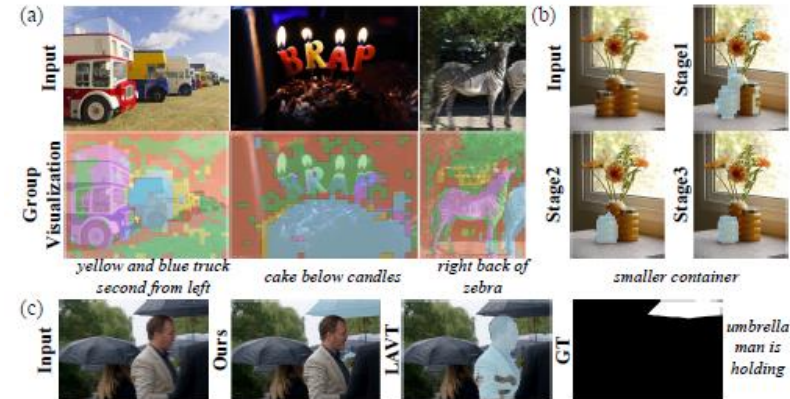 (a)
Input
BRAP
Group
Visualization
yellow and blue truck
second from left
cake below candles
right back of
zebra
(b)
Input
Stage1
Stage2
Stage3
smaller container
(c)
Input
Ours
LAVT
GT
umbrella
man is
holding